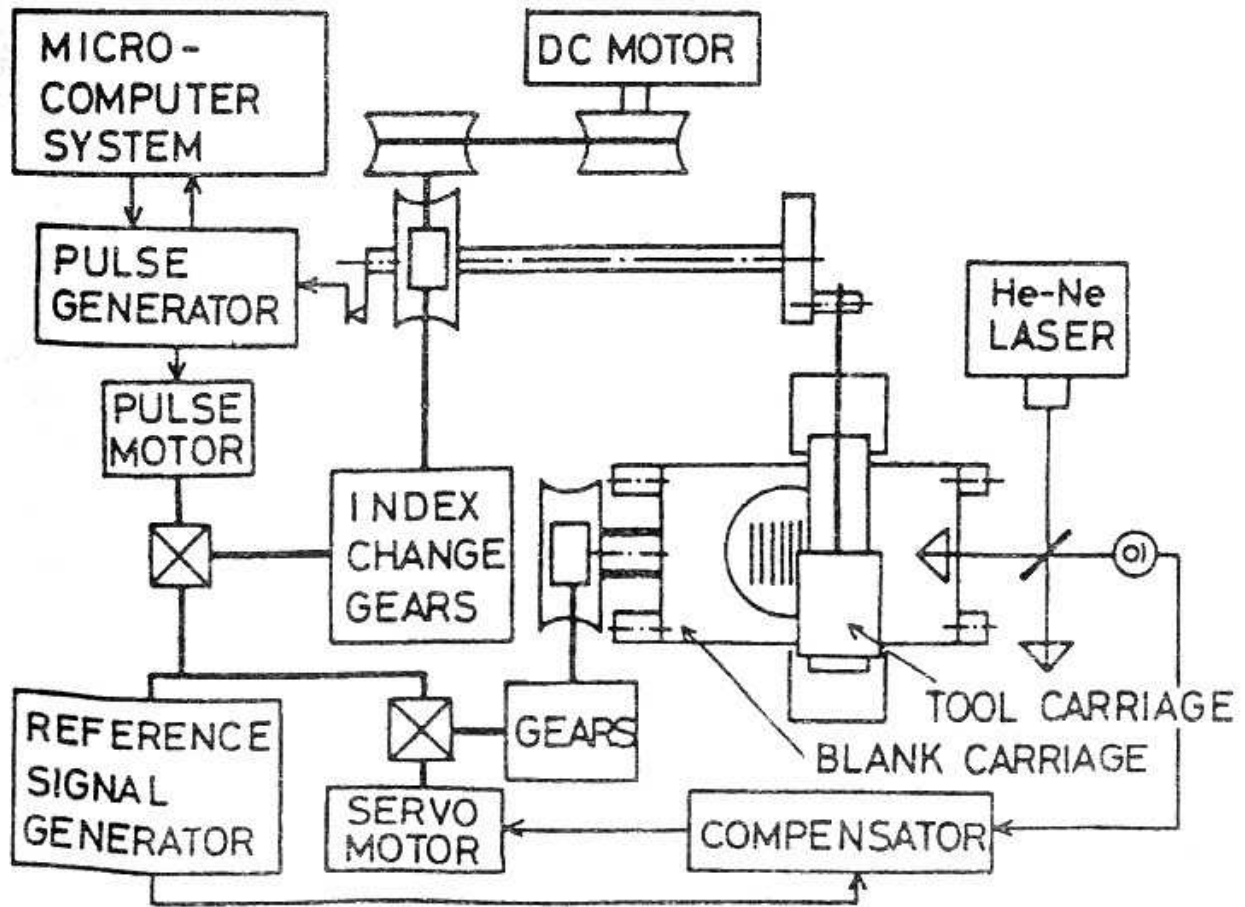 MICRO-
COMPUTER
SYSTEM
DC MOTOR
PULSE
GENERATOR
He-Ne
LASER
PULSE
MOTOR
INDEX
CHANGE
GEARS
TOOL CARRIAGE
BLANK CARRIAGE
REFERENCE
SIGNAL
GENERATOR
GEARS
SERVO
MOTOR
COMPENSATOR